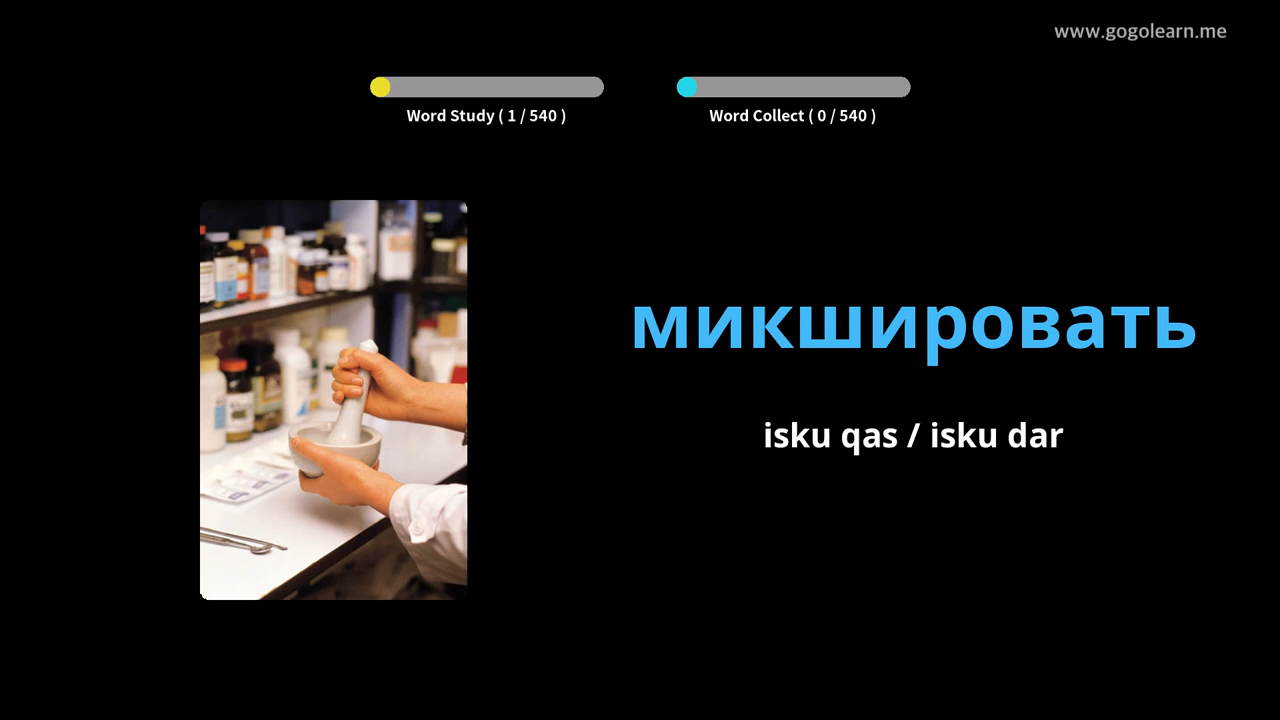 www.gogolearn.me
Word Study ( 1 / 540 )
Word Collect ( 0 / 540 )
микшировать
isku qas / isku dar